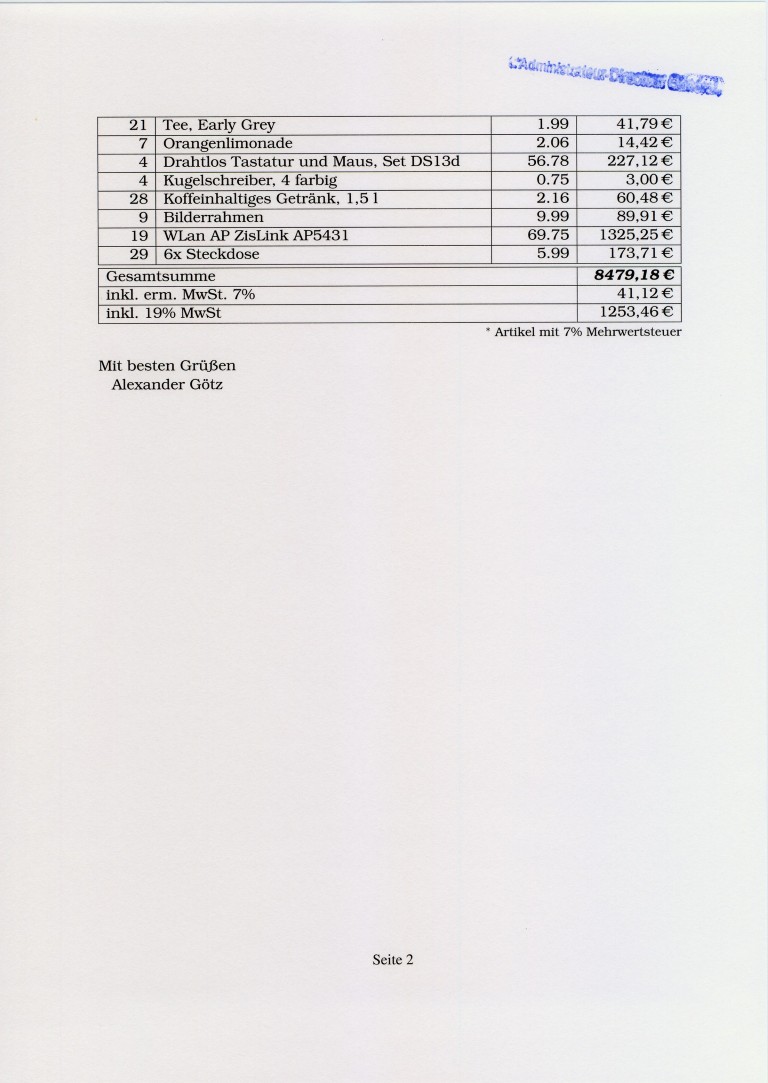 L'Administrateur-Directeur
21 Tee, Early Grey 1.99 41,79 €
7 Orangenlimonade 2.06 14,42 €
4 Drahtlos Tastatur und Maus, Set DS13d 56.78 227,12 €
4 Kugelschreiber, 4 farbig 0.75 3,00 €
28 Koffeinhaltiges Getränk, 1,5 l 2.16 60,48 €
9 Bilderrahmen 9.99 89,91 €
19 WLan AP ZisLink AP5431 69.75 1325,25 €
29 6x Steckdose 5.99 173,71 €
Gesamtsumme 8479,18 €
inkl. erm. MwSt. 7% 41,12 €
inkl. 19% MwSt 1253,46 €
* Artikel mit 7% Mehrwertsteuer
Mit besten Grüßen
Alexander Götz
Seite 2